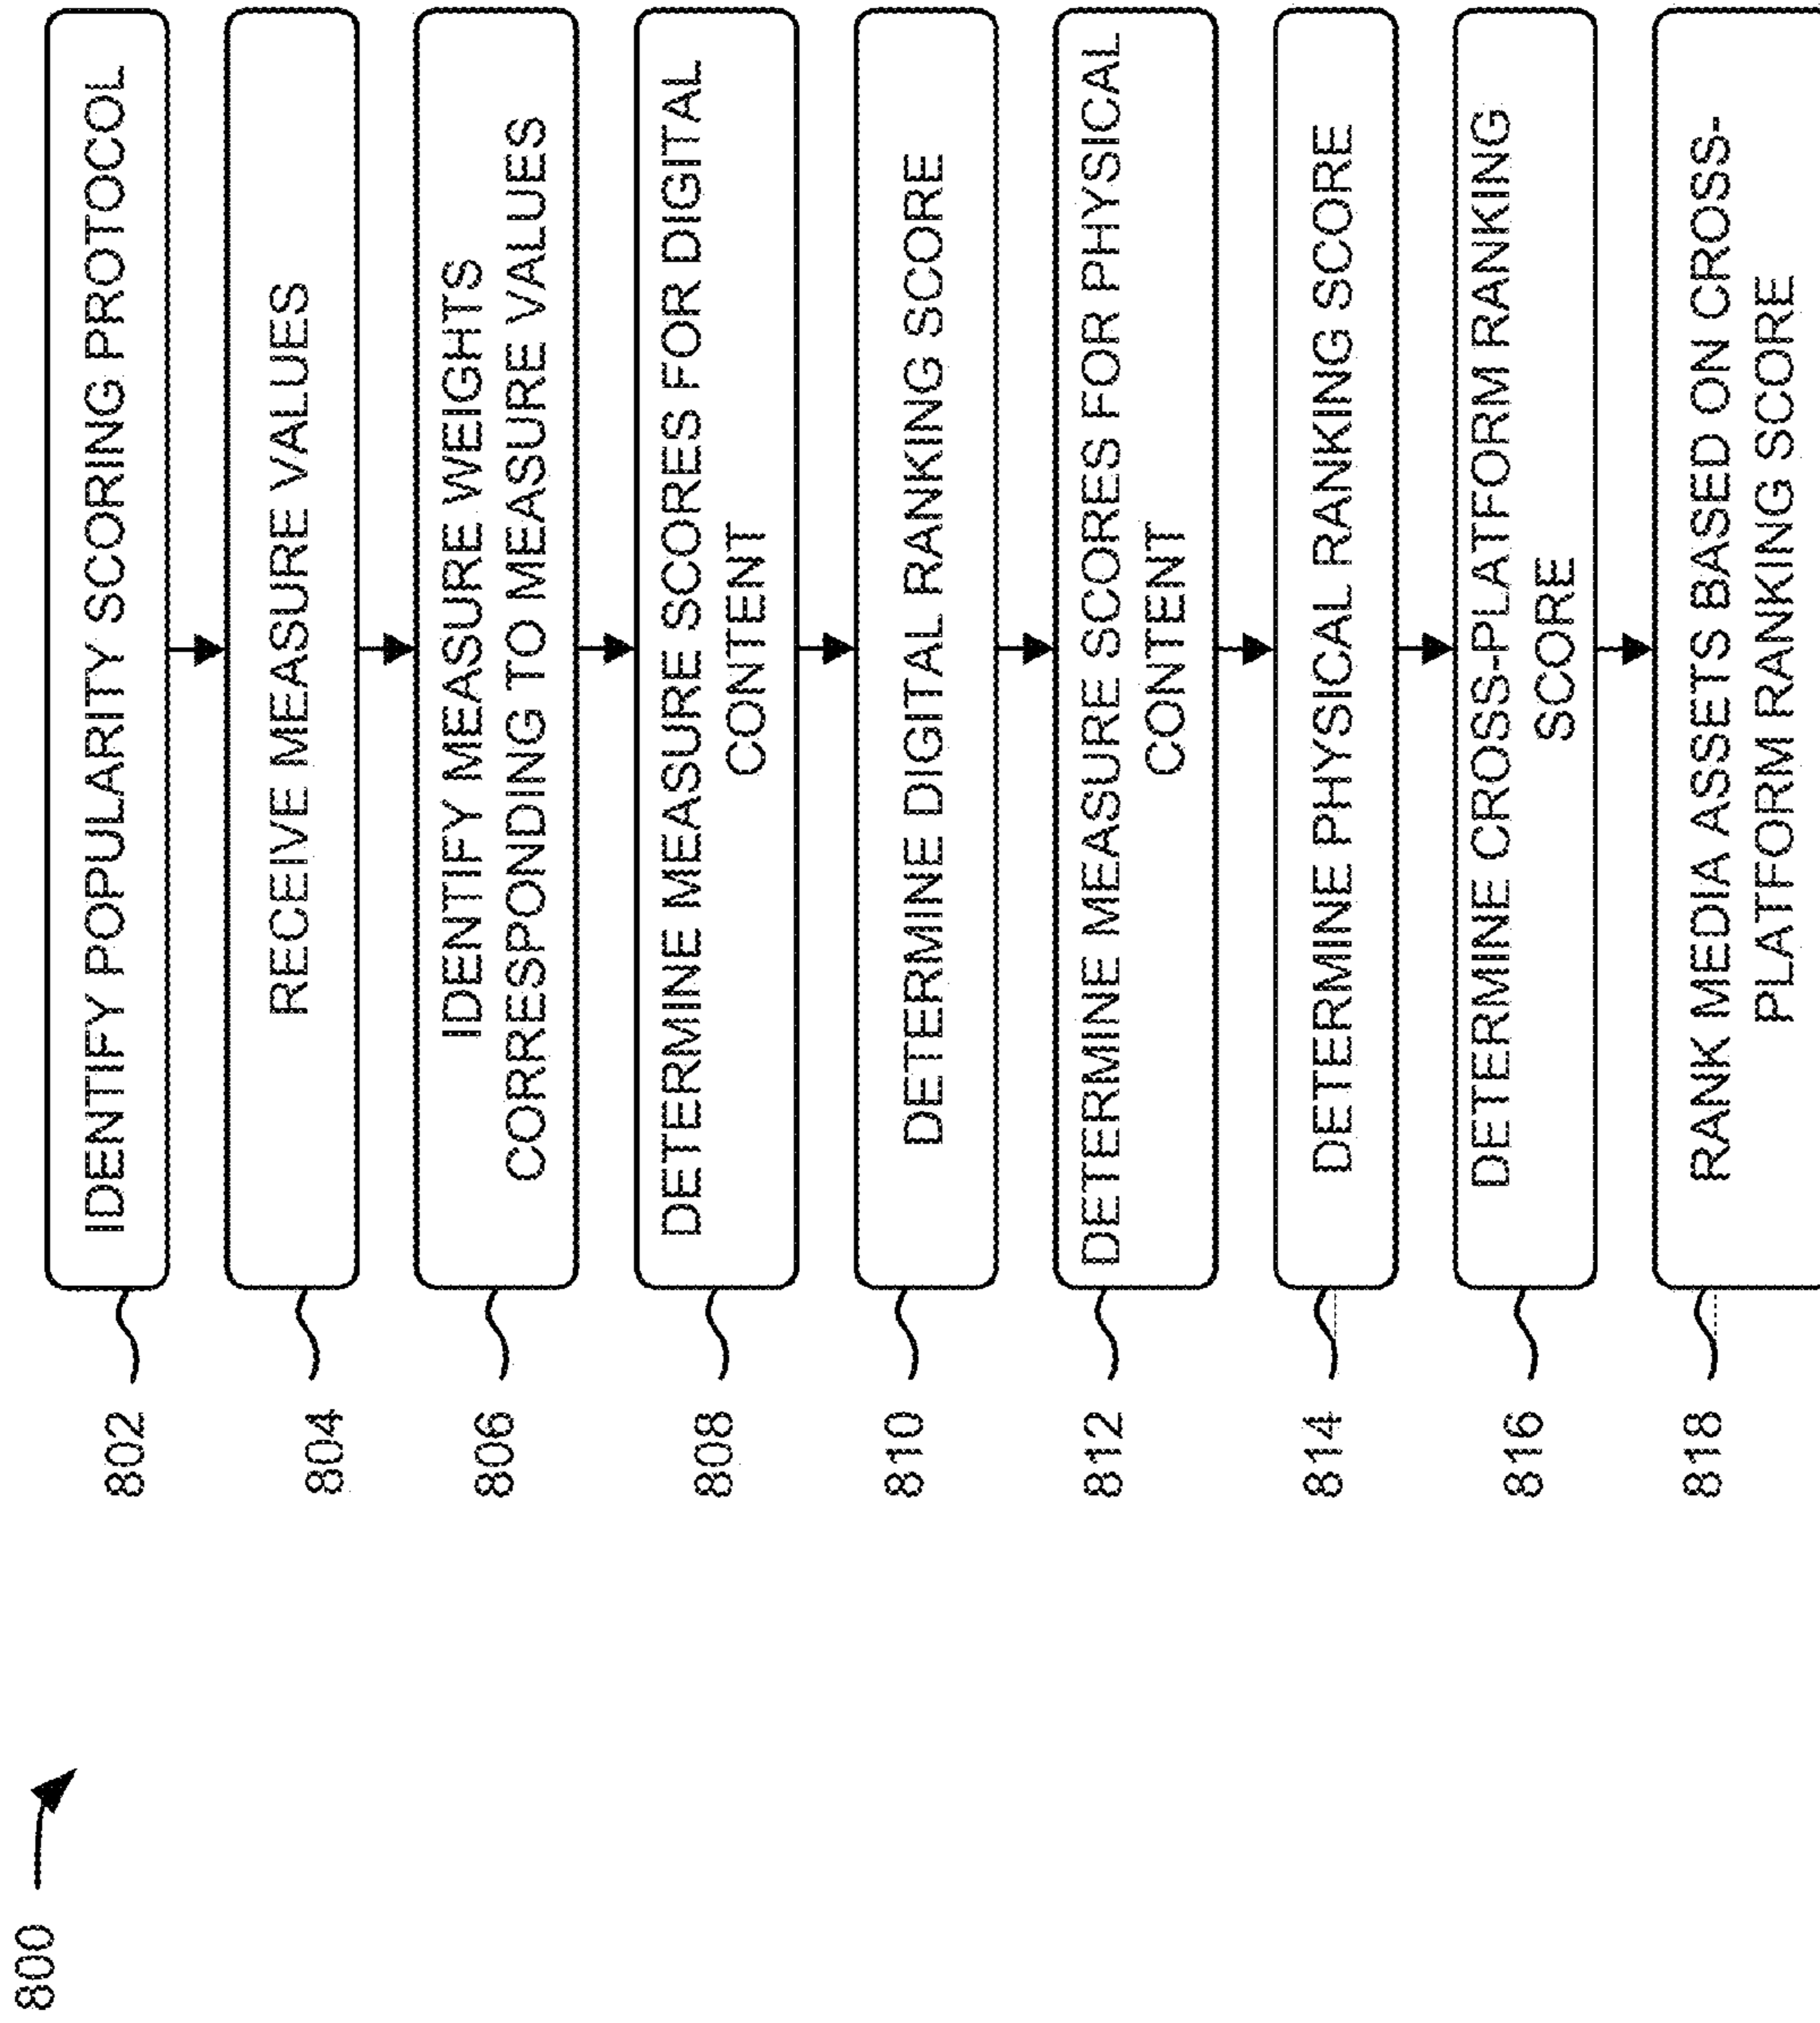 800
802
IDENTIFY POPULARITY SCORING PROTOCOL
804
RECEIVE MEASURE VALUES
806
IDENTIFY MEASURE WEIGHTS
CORRESPONDING TO MEASURE VALUES
808
DETERMINE MEASURE SCORES FOR DIGITAL
CONTENT
810
DETERMINE DIGITAL RANKING SCORE
812
DETERMINE MEASURE SCORES FOR PHYSICAL
CONTENT
814
DETERMINE PHYSICAL RANKING SCORE
816
DETERMINE CROSS-PLATFORM RANKING
SCORE
818
RANK MEDIA ASSETS BASED ON CROSS-
PLATFORM RANKING SCORE